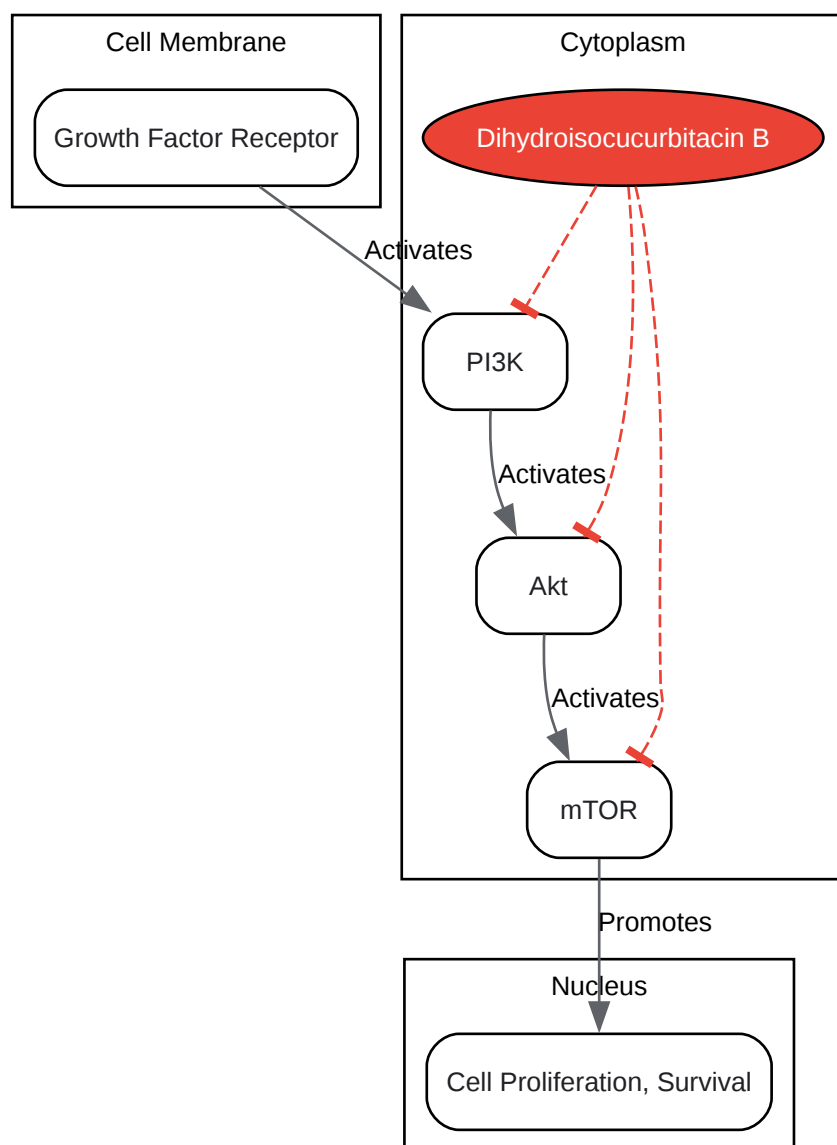 Cell Membrane
Cytoplasm
Growth Factor Receptor
Dihydroisocucurbitacin B
Activates
PI3K
Activates
Akt
Activates
mTOR
Promotes
Nucleus
Cell Proliferation, Survival